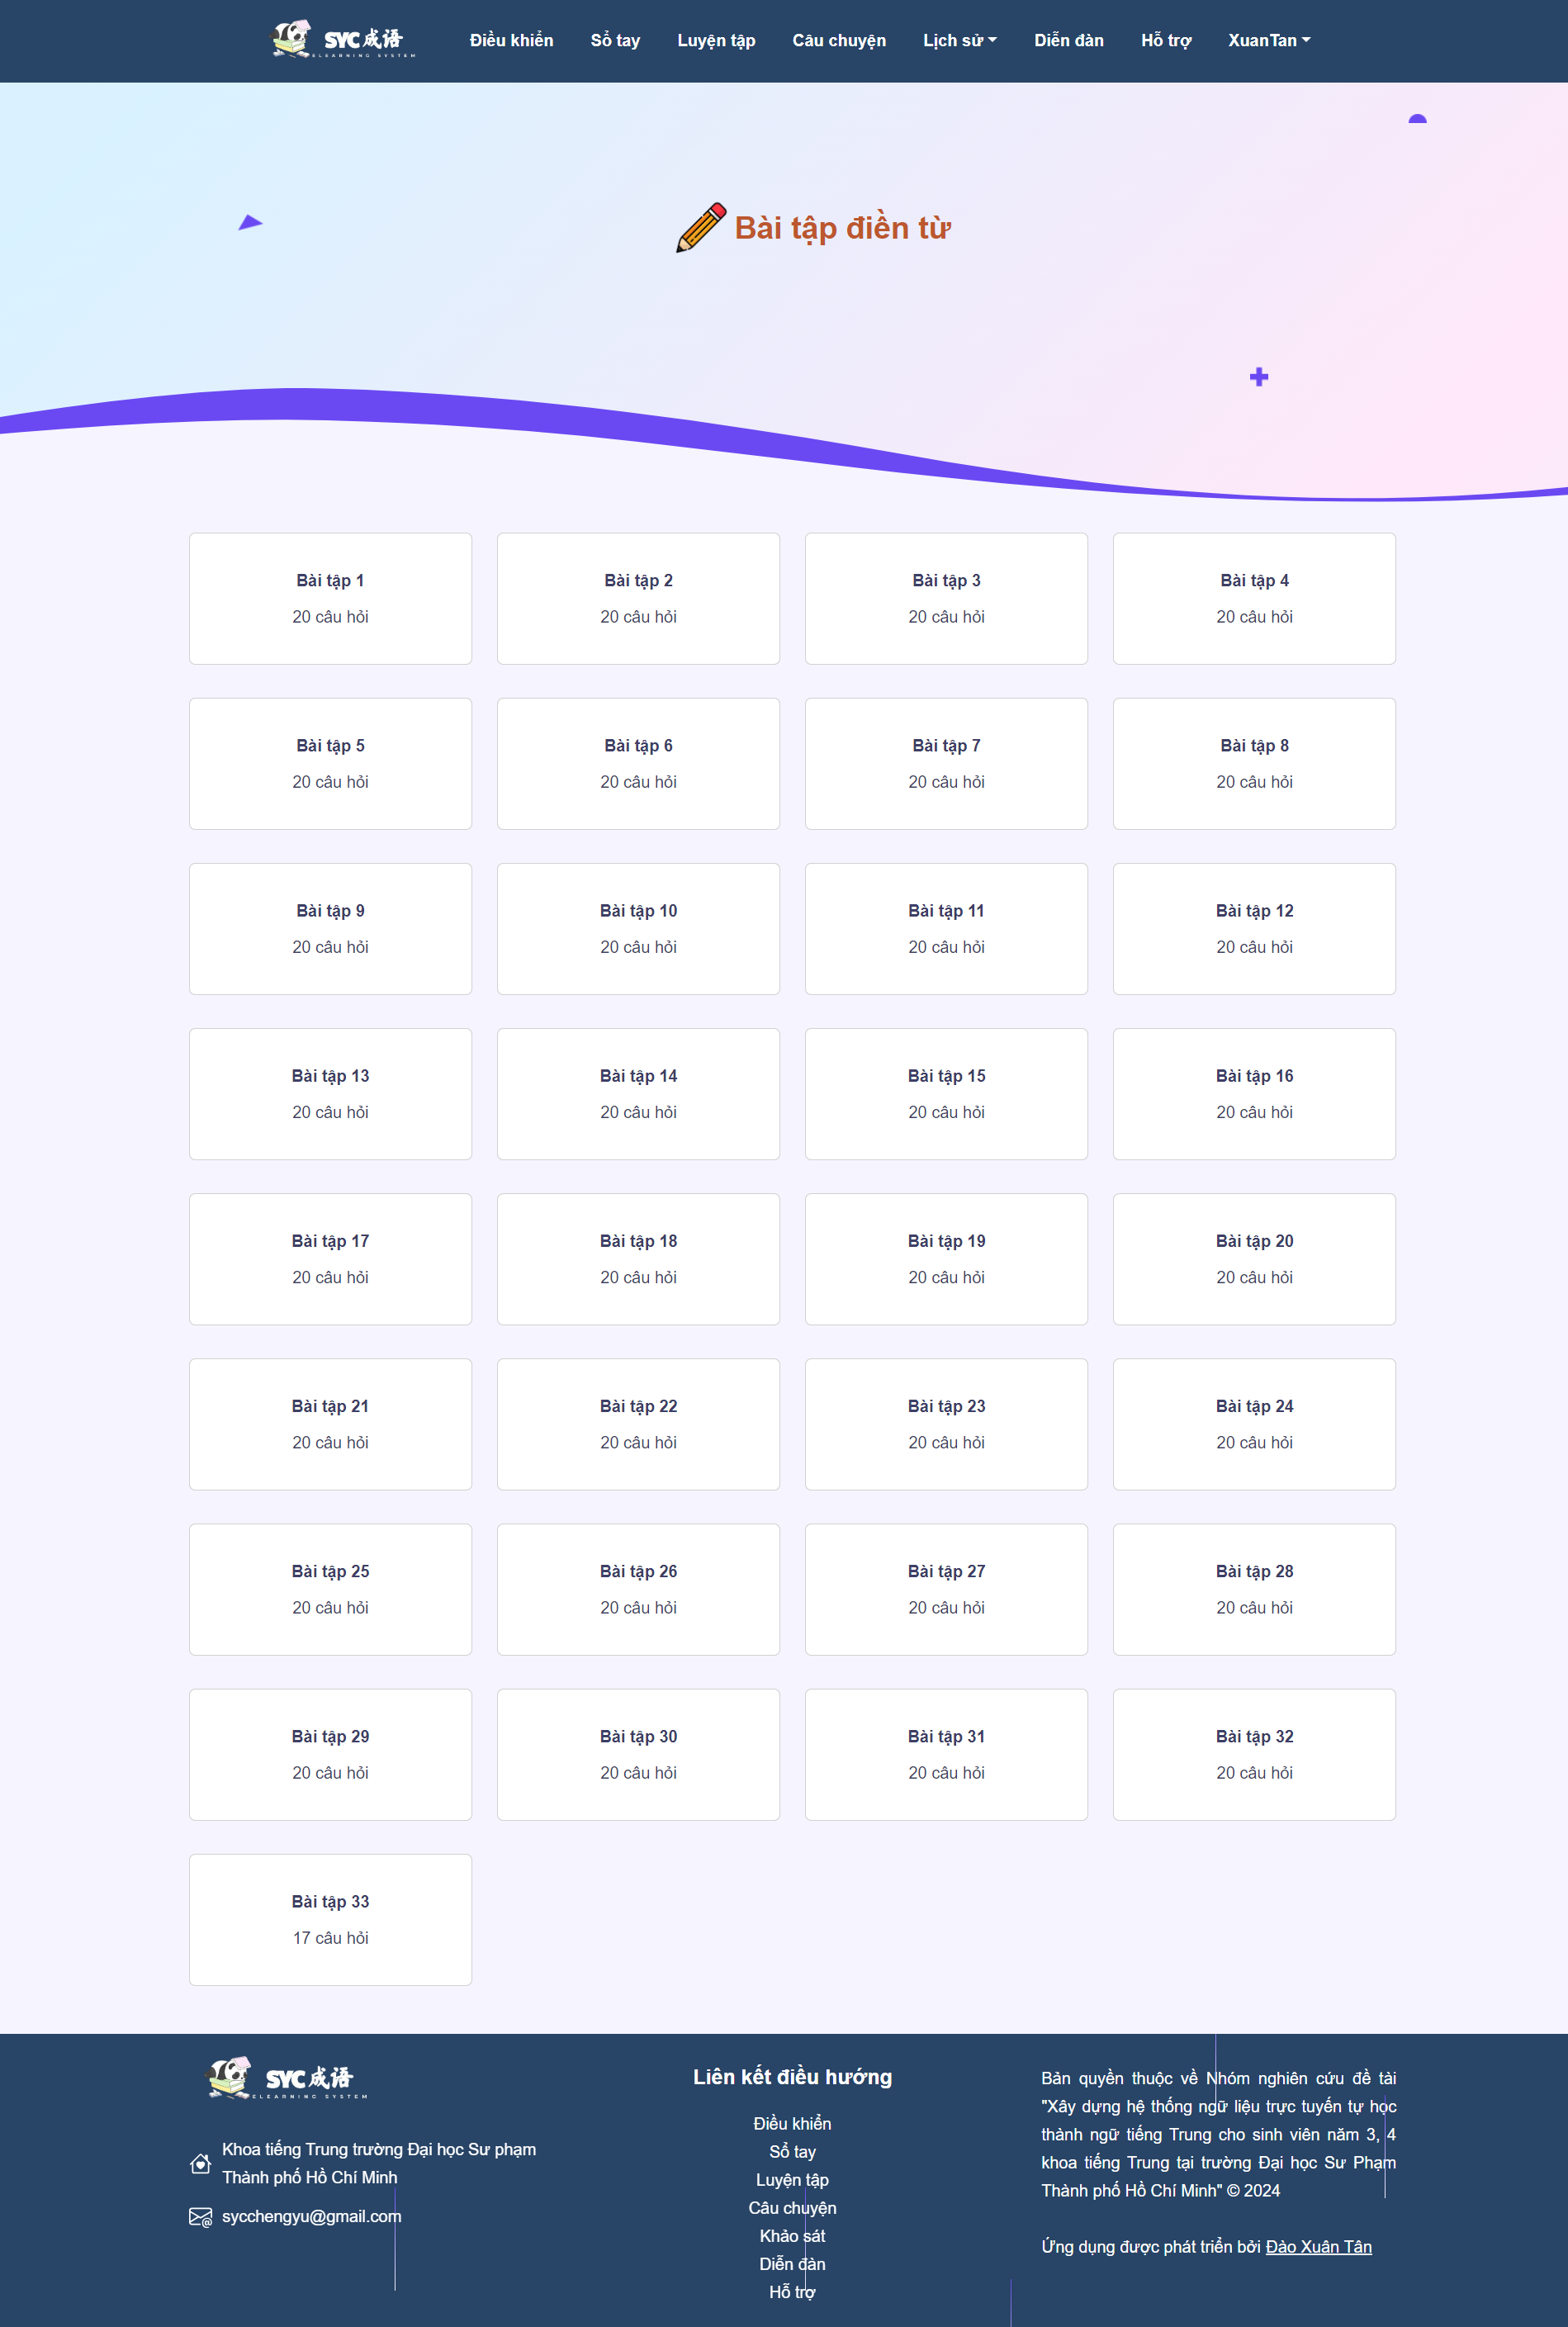 SYC成语
ELEARNING SYSTEM
Điều khiển Sổ tay Luyện tập Câu chuyện Lịch sử Diễn đàn Hỗ trợ XuanTan
Bài tập điền từ
Bài tập 1 Bài tập 2 Bài tập 3 Bài tập 4
20 câu hỏi 20 câu hỏi 20 câu hỏi 20 câu hỏi
Bài tập 5 Bài tập 6 Bài tập 7 Bài tập 8
20 câu hỏi 20 câu hỏi 20 câu hỏi 20 câu hỏi
Bài tập 9 Bài tập 10 Bài tập 11 Bài tập 12
20 câu hỏi 20 câu hỏi 20 câu hỏi 20 câu hỏi
Bài tập 13 Bài tập 14 Bài tập 15 Bài tập 16
20 câu hỏi 20 câu hỏi 20 câu hỏi 20 câu hỏi
Bài tập 17 Bài tập 18 Bài tập 19 Bài tập 20
20 câu hỏi 20 câu hỏi 20 câu hỏi 20 câu hỏi
Bài tập 21 Bài tập 22 Bài tập 23 Bài tập 24
20 câu hỏi 20 câu hỏi 20 câu hỏi 20 câu hỏi
Bài tập 25 Bài tập 26 Bài tập 27 Bài tập 28
20 câu hỏi 20 câu hỏi 20 câu hỏi 20 câu hỏi
Bài tập 29 Bài tập 30 Bài tập 31 Bài tập 32
20 câu hỏi 20 câu hỏi 20 câu hỏi 20 câu hỏi
Bài tập 33
17 câu hỏi
SYC成语
ELEARNING SYSTEM
Khoa tiếng Trung trường Đại học Sư phạm
Thành phố Hồ Chí Minh
sycchengyu@gmail.com
Liên kết điều hướng
Điều khiển
Sổ tay
Luyện tập
Câu chuyện
Khảo sát
Diễn đàn
Hỗ trợ
Bản quyền thuộc về Nhóm nghiên cứu đề tài
"Xây dựng hệ thống ngữ liệu trực tuyến tự học
thành ngữ tiếng Trung cho sinh viên năm 3, 4
khoa tiếng Trung tại trường Đại học Sư Phạm
Thành phố Hồ Chí Minh" © 2024
Ứng dụng được phát triển bởi Đào Xuân Tân